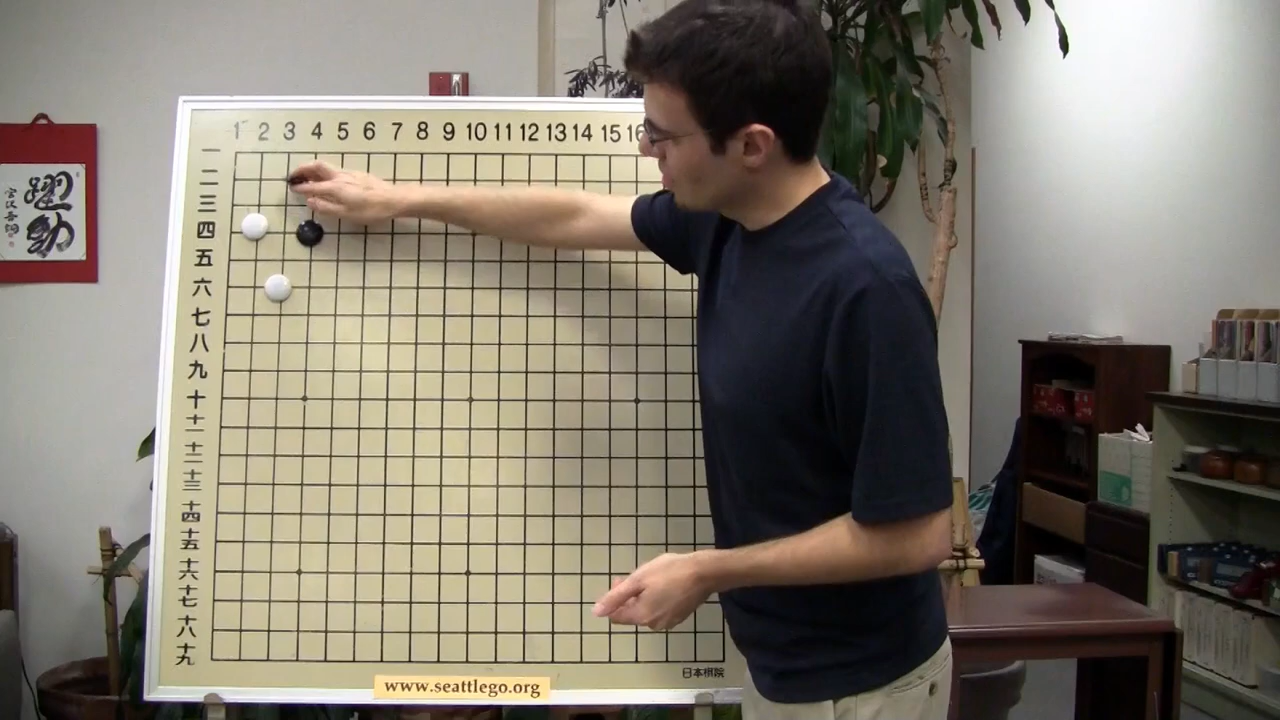 1 2 3 4 5 6 7 8 9 10 11 12 13 14 15 16
一
二
三
四
五
六
七
八
九
十
十一
十二
十三
十四
十五
十六
十七
十八
十九
躍動
日本棋院
www.seattlego.org